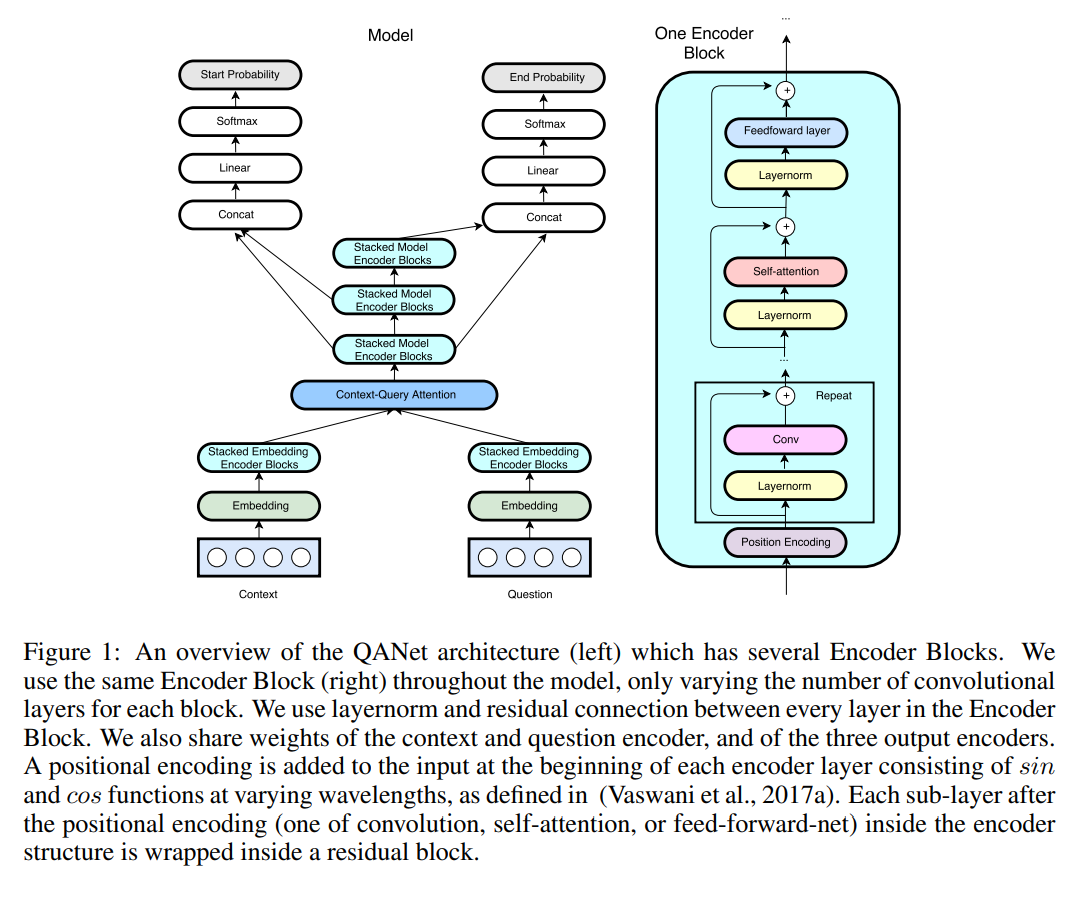 Model
Start Probability
Softmax
Linear
Concat
End Probability
Softmax
Linear
Concat
Stacked Model
Encoder Blocks
Stacked Model
Encoder Blocks
Stacked Model
Encoder Blocks
Context-Query Attention
Stacked Embedding
Encoder Blocks
Embedding
Context
Stacked Embedding
Encoder Blocks
Embedding
Question
One Encoder
Block
...
+
Feedfoward layer
Layernorm
+
Self-attention
Layernorm
...
+
Repeat
Conv
Layernorm
Position Encoding
Figure 1: An overview of the QANet architecture (left) which has several Encoder Blocks. We
use the same Encoder Block (right) throughout the model, only varying the number of convolutional
layers for each block. We use layernorm and residual connection between every layer in the Encoder
Block. We also share weights of the context and question encoder, and of the three output encoders.
A positional encoding is added to the input at the beginning of each encoder layer consisting of sin
and cos functions at varying wavelengths, as defined in (Vaswani et al., 2017a). Each sub-layer after
the positional encoding (one of convolution, self-attention, or feed-forward-net) inside the encoder
structure is wrapped inside a residual block.